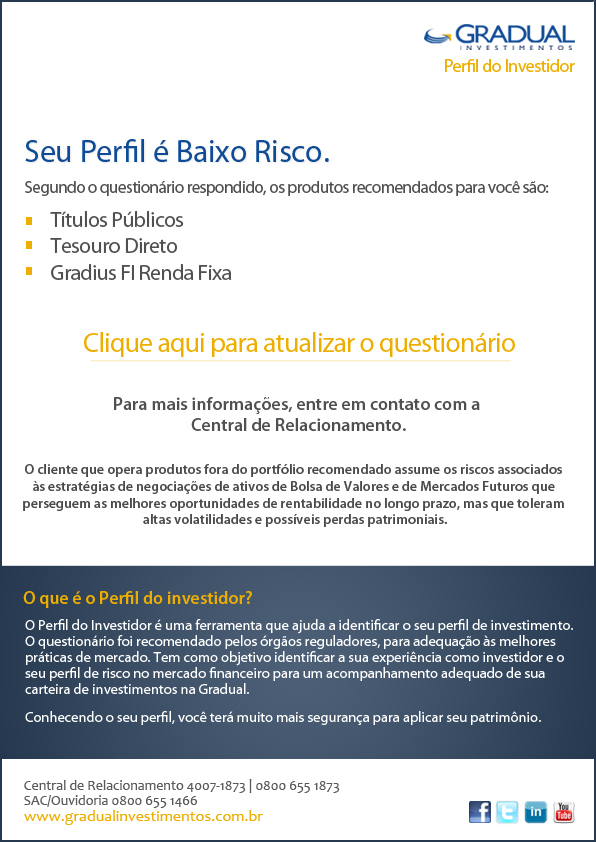 GRADUAL
INVESTIMENTOS
Perfil do Investidor
Seu Perfil é Baixo Risco.
Segundo o questionário respondido, os produtos recomendados para você são:
Títulos Públicos
Tesouro Direto
Gradius FI Renda Fixa
Clique aqui para atualizar o questionário
Para mais informações, entre em contato com a
Central de Relacionamento.
O cliente que opera produtos fora do portfólio recomendado assume os riscos associados
às estratégias de negociações de ativos de Bolsa de Valores e de Mercados Futuros que
perseguem as melhores oportunidades de rentabilidade no longo prazo, mas que toleram
altas volatilidades e possíveis perdas patrimoniais.
O que é o Perfil do investidor?
O Perfil do Investidor é uma ferramenta que ajuda a identificar o seu perfil de investimento.
O questionário foi recomendado pelos órgãos reguladores, para adequação às melhores
práticas de mercado. Tem como objetivo identificar a sua experiência como investidor e o
seu perfil de risco no mercado financeiro para um acompanhamento adequado de sua
carteira de investimentos na Gradual.
Conhecendo o seu perfil, você terá muito mais segurança para aplicar seu patrimônio.
Central de Relacionamento 4007-1873 | 0800 655 1873
SAC/Ouvidoria 0800 655 1466
www.gradualinvestimentos.com.br
f t in You Tube